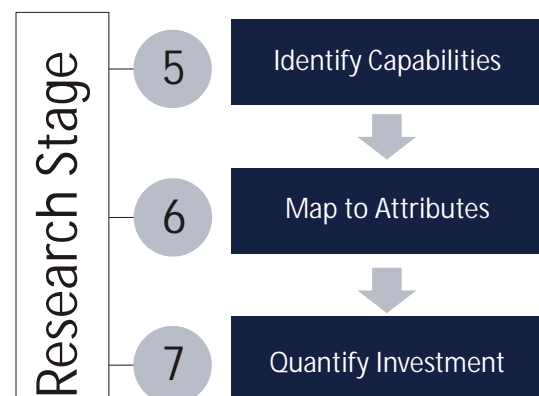 Research Stage
5
Identify Capabilities
6
Map to Attributes
7
Quantify Investment